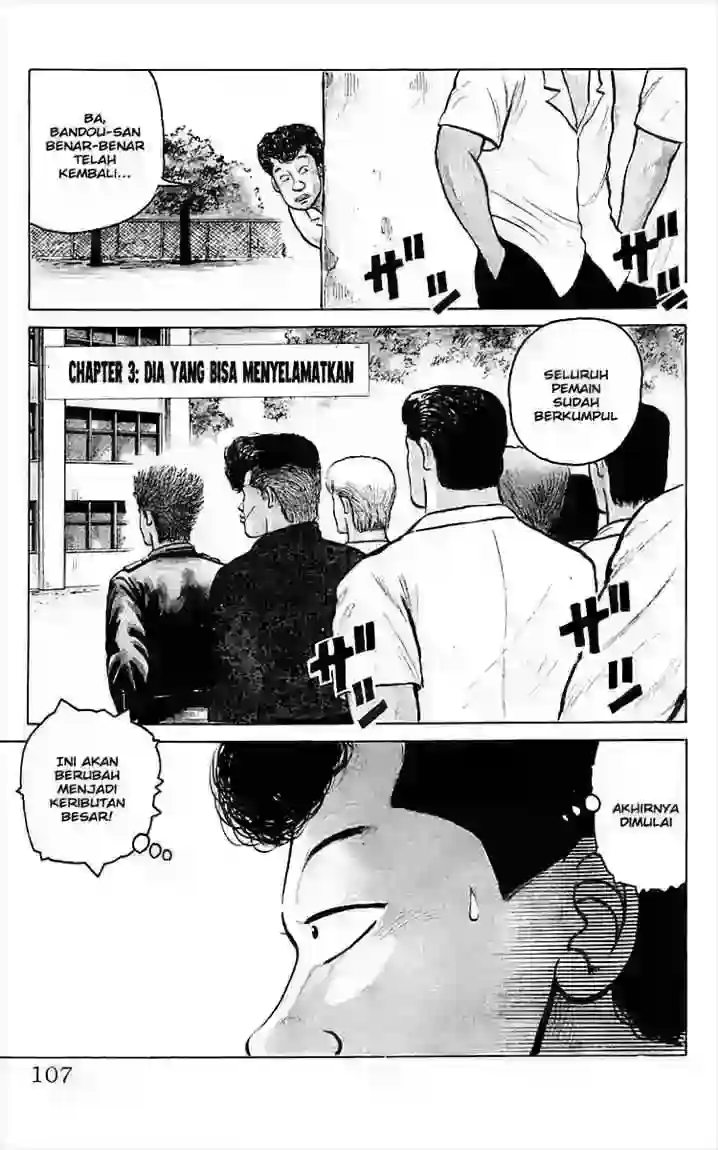 BA,
BANDOU-SAN
BENAR-BENAR
TELAH
KEMBALI...
ザッ
ザッ
CHAPTER 3: DIA YANG BISA MENYELAMATKAN
SELURUH
PEMAIN
SUDAH
BERKUMPUL
ザッ
ザッ
AKHIRNYA
DIMULAI
INI AKAN
BERUBAH
MENJADI
KERIBUTAN
BESAR!
107